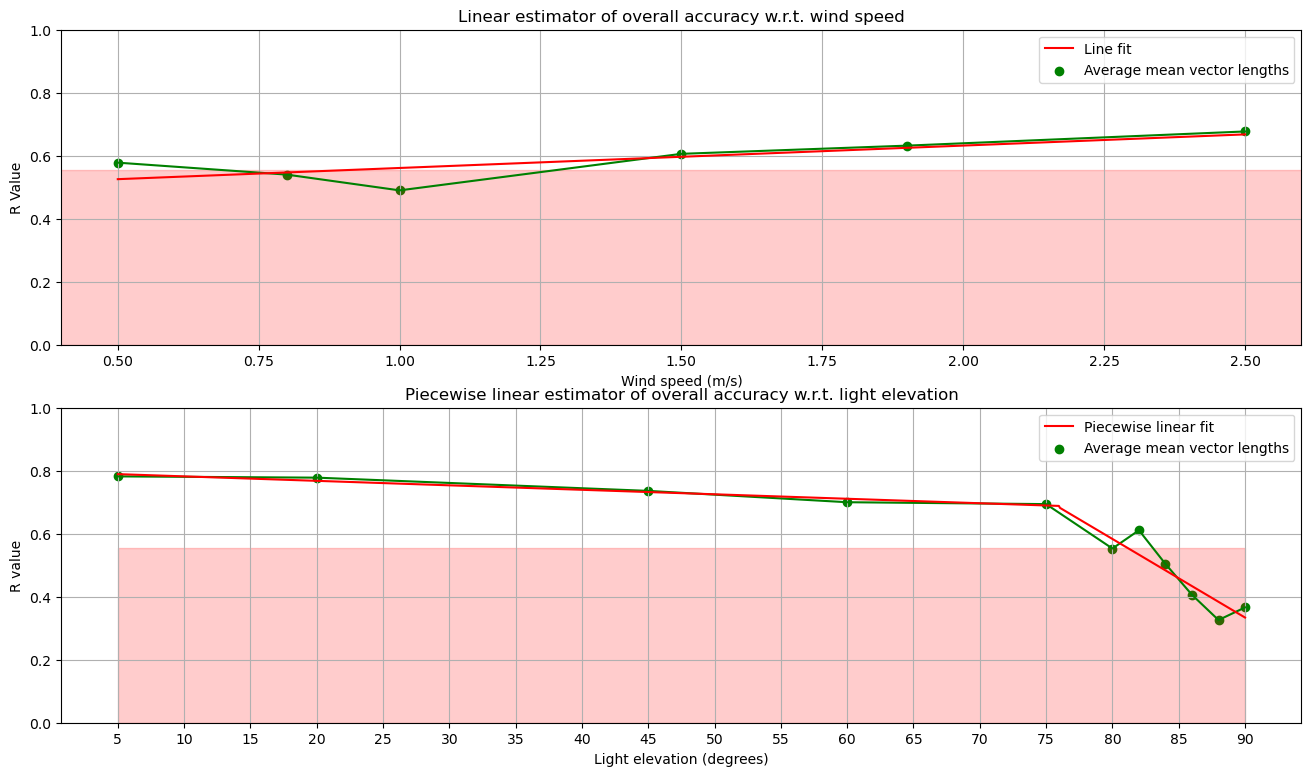 Linear estimator of overall accuracy w.r.t. wind speed
1.0
0.8
0.6
0.4
0.2
0.0
R Value
Line fit
Average mean vector lengths
0.50 0.75 1.00 1.25 1.50 1.75 2.00 2.25 2.50
Wind speed (m/s)
Piecewise linear estimator of overall accuracy w.r.t. light elevation
1.0
0.8
0.6
0.4
0.2
0.0
R value
Piecewise linear fit
Average mean vector lengths
5 10 15 20 25 30 35 40 45 50 55 60 65 70 75 80 85 90
Light elevation (degrees)